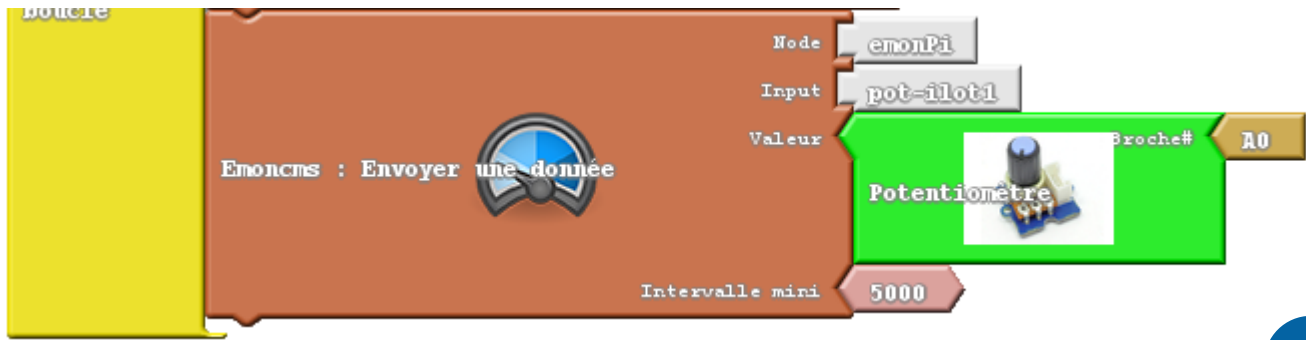 boucle
Node emonPi
Input pot-ilot1
Valeur Broche# A0
Emoncms : Envoyer une donnée
Potentiomètre
Intervalle mini 5000